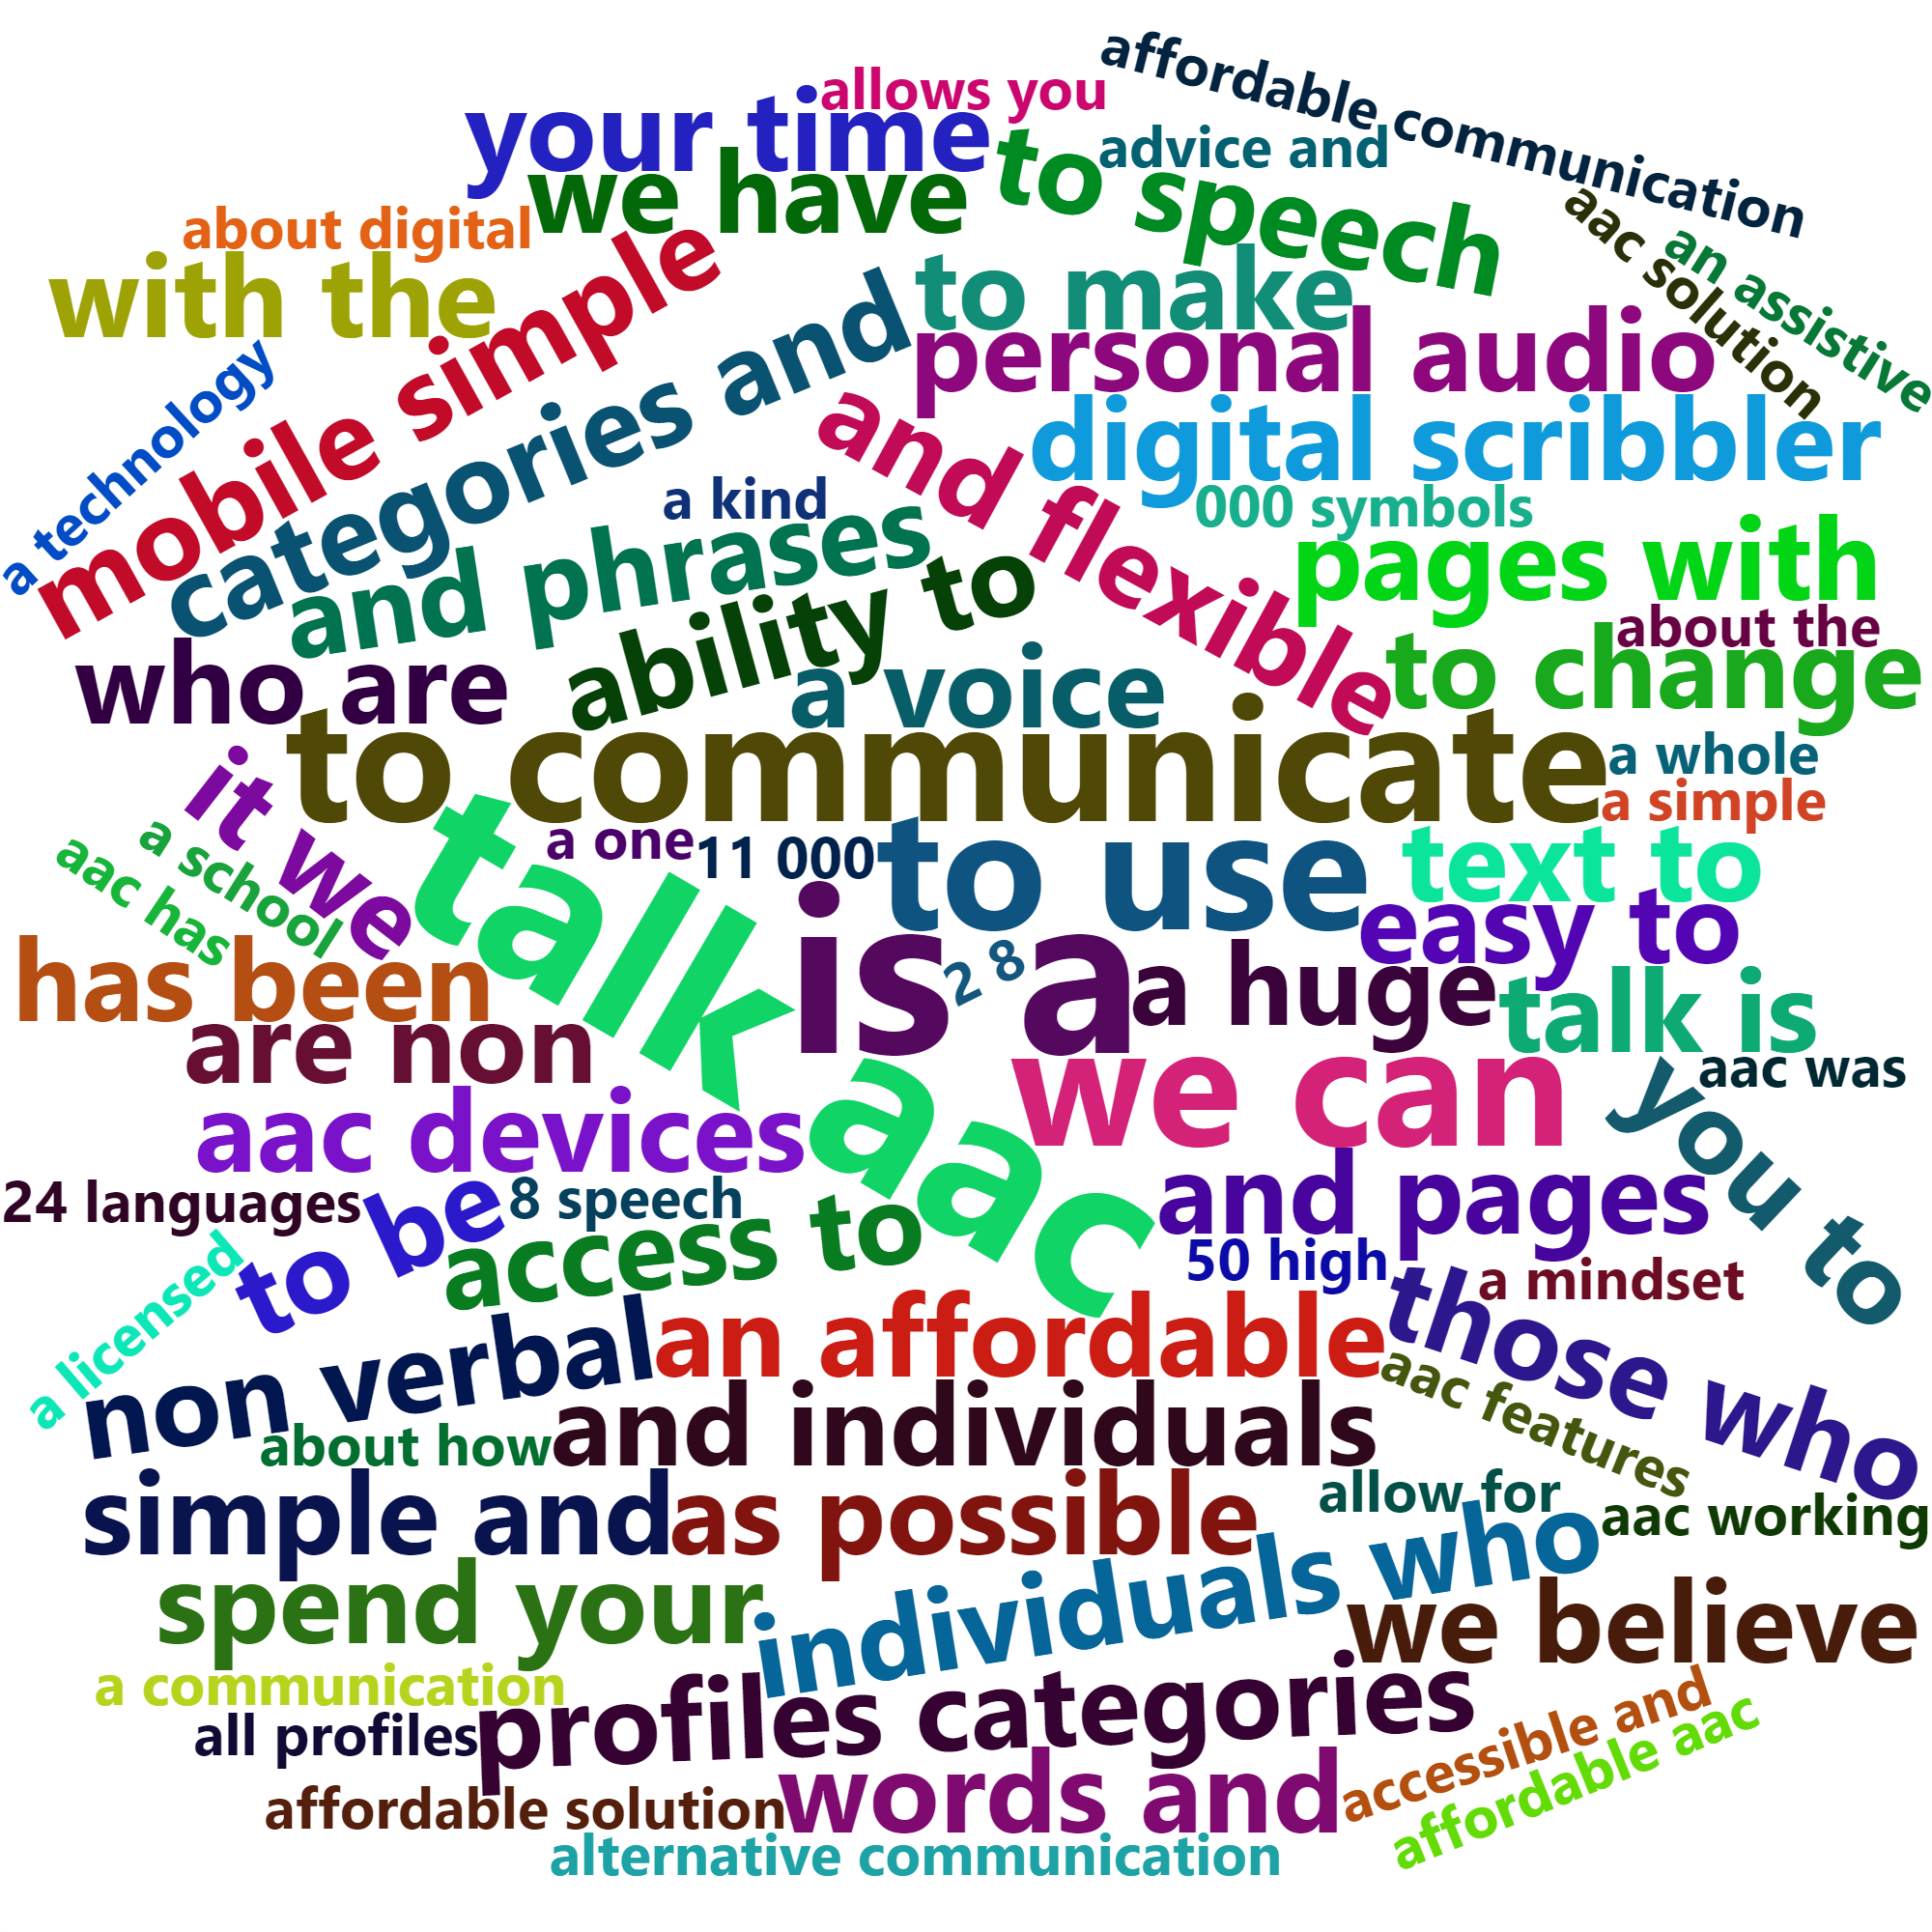 affordable communication
allows you
your time
advice and
to speech
we have
about digital
aac solution
an assistive
with the
mobile simple
to make
categories and
personal audio
a technology
digital scribbler
and flexible
a kind
000 symbols
and phrases
pages with
ability to
about the
who are
a voice
to change
to communicate
a whole
it we
a simple
a one
11 000
to use
text to
a school
aac has
talk aac
easy to
has been
is a
2 8
a huge
talk is
are non
we can
aac was
you to
aac devices
24 languages
to be
8 speech
and pages
access to
50 high
a mindset
a licensed
those who
non verbal
an affordable
aac features
about how
and individuals
simple and
as possible
allow for
aac working
individuals who
spend your
we believe
a communication
profiles categories
all profiles
accessible and
affordable aac
affordable solution
words and
alternative communication